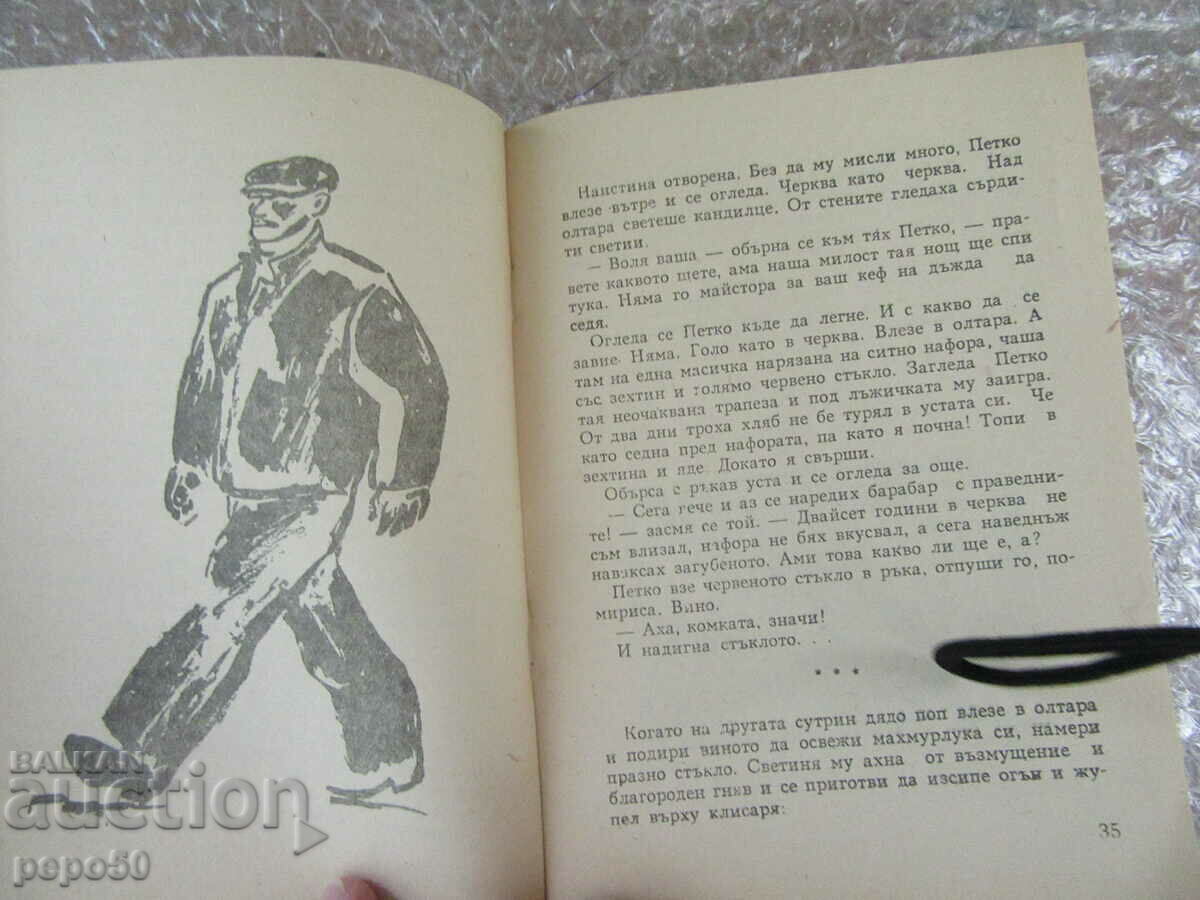 Наистина отворена. Без да му мисли много, Петко
влезе вътре и се огледа. Черква като черква. Над
олтара светеше кандилце. От стените гледаха сърди-
ти светии.
— Воля ваша — обърна се към тях Петко, — пра-
вете каквото щете, ама наша милост тая нощ ще спи
тука. Няма го майстора за ваш кеф на дъжда да
седя.
Огледа се Петко къде да легне. И с какво да се
завие. Няма. Голо като в черква. Влезе в олтара. А
там на една масичка нарязана на ситно нафора, чаша
със зехтин и голямо червено стъкло. Загледа Петко
тая неочаквана трапеза и под лъжичката му заигра.
От два дни троха хляб не бе турял в устата си. Че
като седна пред нафората, па като я почна! Топи в
зехтина и яде. Докато я свърши.
Обърса с ръкав уста и се огледа за още.
— Сега вече и аз се наредих барабар с праведни-
те! — засмя се той. — Двайсет години в черква не
съм влизал, нафора не бях вкусвал, а сега наведнъж
наваксах загубеното. Ами това какво ли ще е, а?
Петко взе червеното стъкло в ръка, отпуши го, по-
мириса. Вино.
— Аха, комката, значи!
И надигна стъклото. . .
* * *
Когато на другата сутрин дядо поп влезе в олтара
и подири виното да освежи махмурлука си, намери
празно стъкло. Светиня му ахна от възмущение и
благороден гняв и се приготви да изсипе огън и жу-
пел върху клисаря:
35
БАЛКАН
auction
pepo50